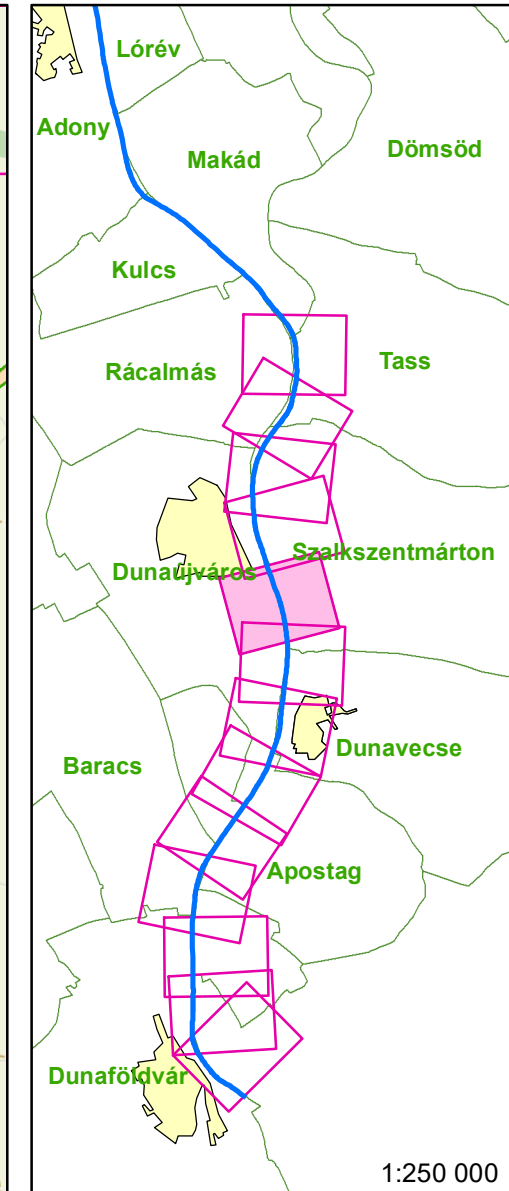 Lórév
Adony
Makád
Dömsöd
Kulcs
Rácalmás
Tass
Szalkszentmárton
Dunaújváros
Dunavecse
Baracs
Apostag
Dunaföldvár
1:250 000